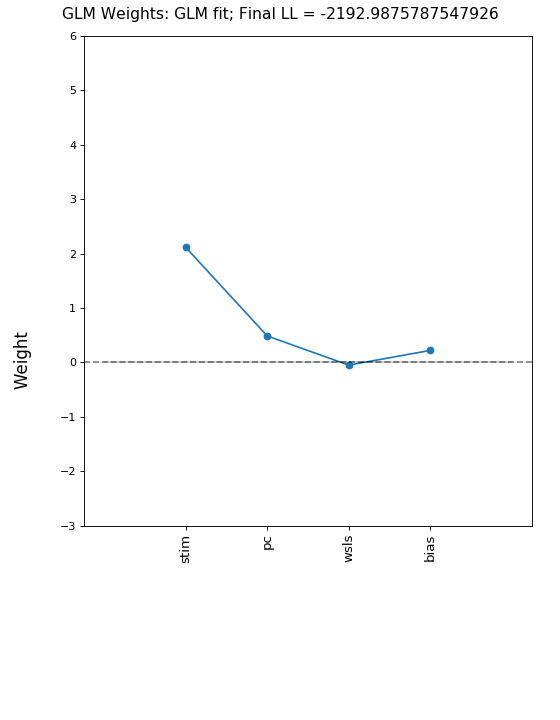 GLM Weights: GLM fit; Final LL = -2192.9875787547926
6
5
4
3
2
1
0
−1
−2
−3
Weight
stim
pc
wsls
bias